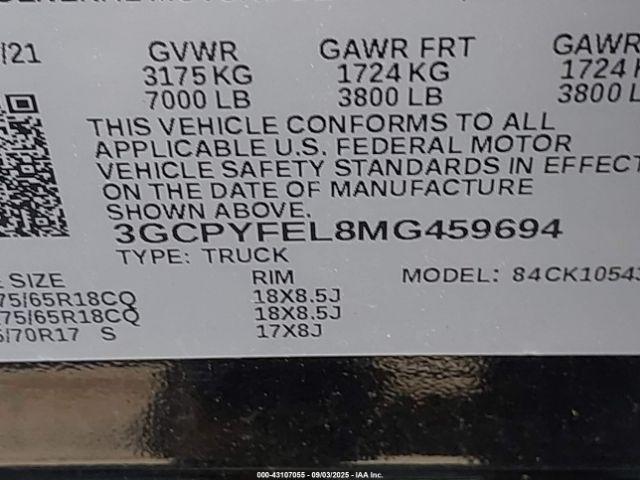 /21 GVWR GAWR FRT GAWR
3175 KG 1724 KG 1724
7000 LB 3800 LB 3800 L
THIS VEHICLE CONFORMS TO ALL
APPLICABLE U.S. FEDERAL MOTOR
VEHICLE SAFETY STANDARDS IN EFFECT
ON THE DATE OF MANUFACTURE
SHOWN ABOVE.
3GCPYFEL8MG459694
TYPE: TRUCK
SIZE RIM MODEL: 84CK10543
75/65R18CQ 18X8.5J
75/65R18CQ 18X8.5J
/70R17 S 17X8J
000-43107055 - 09/03/2025 - IAA Inc.